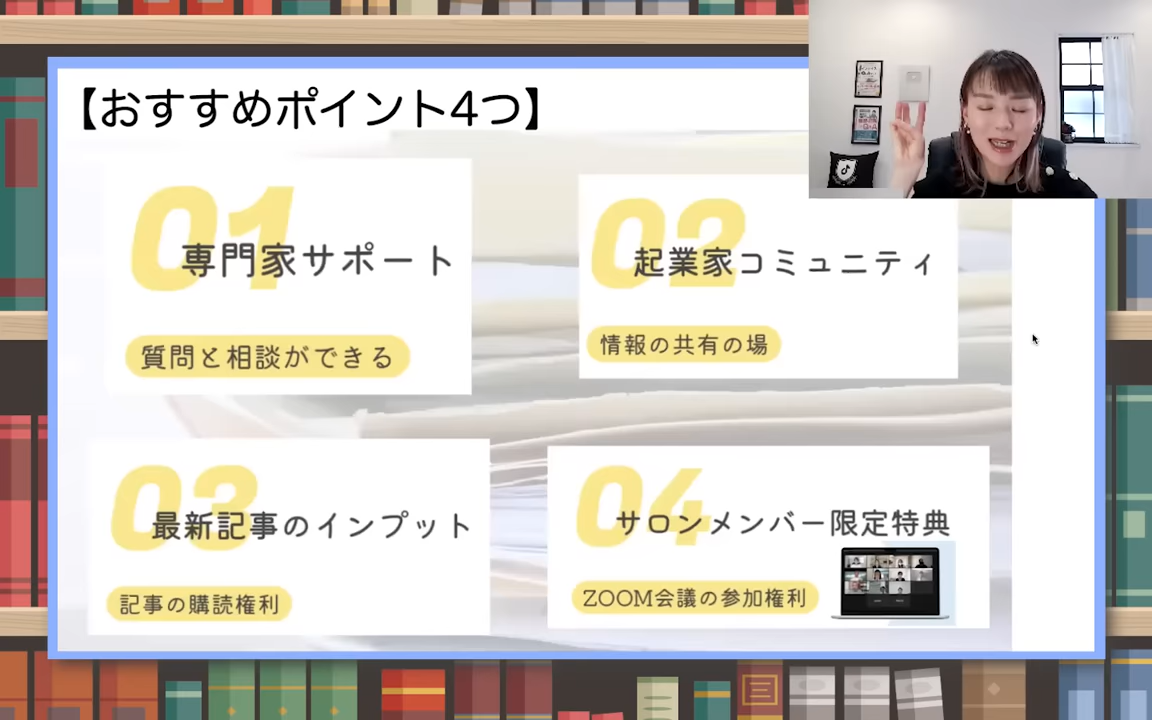 【おすすめポイント4つ】
01
専門家サポート
質問と相談ができる
02
起業家コミュニティ
情報の共有の場
03
最新記事のインプット
記事の購読権利
04
サロンメンバー限定特典
ZOOM会議の参加権利